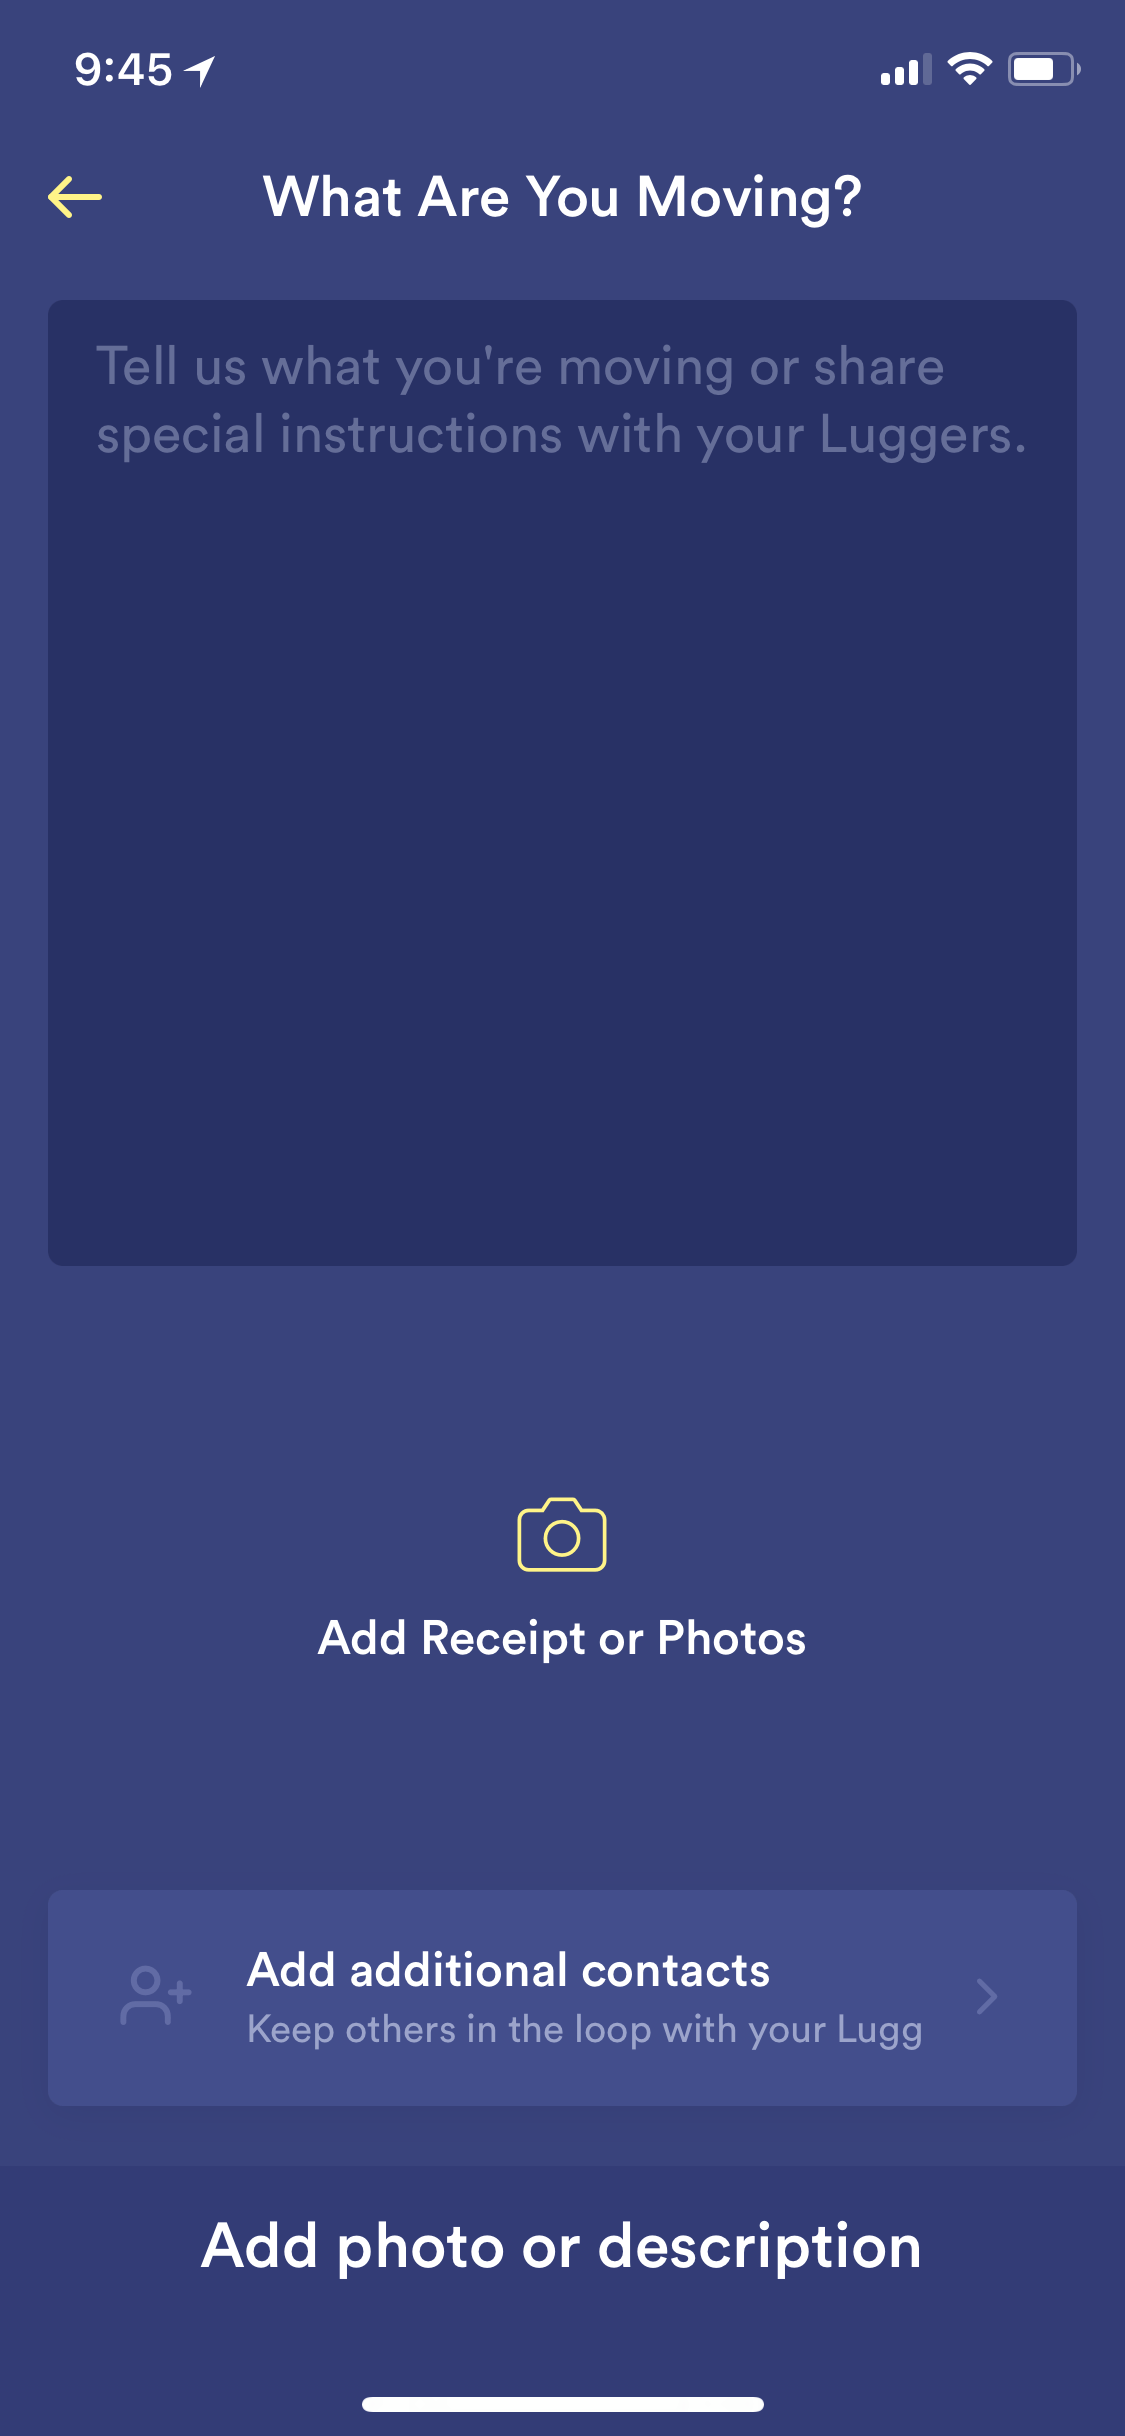 9:45
What Are You Moving?
Tell us what you're moving or share
special instructions with your Luggers.
Add Receipt or Photos
Add additional contacts
Keep others in the loop with your Lugg
Add photo or description